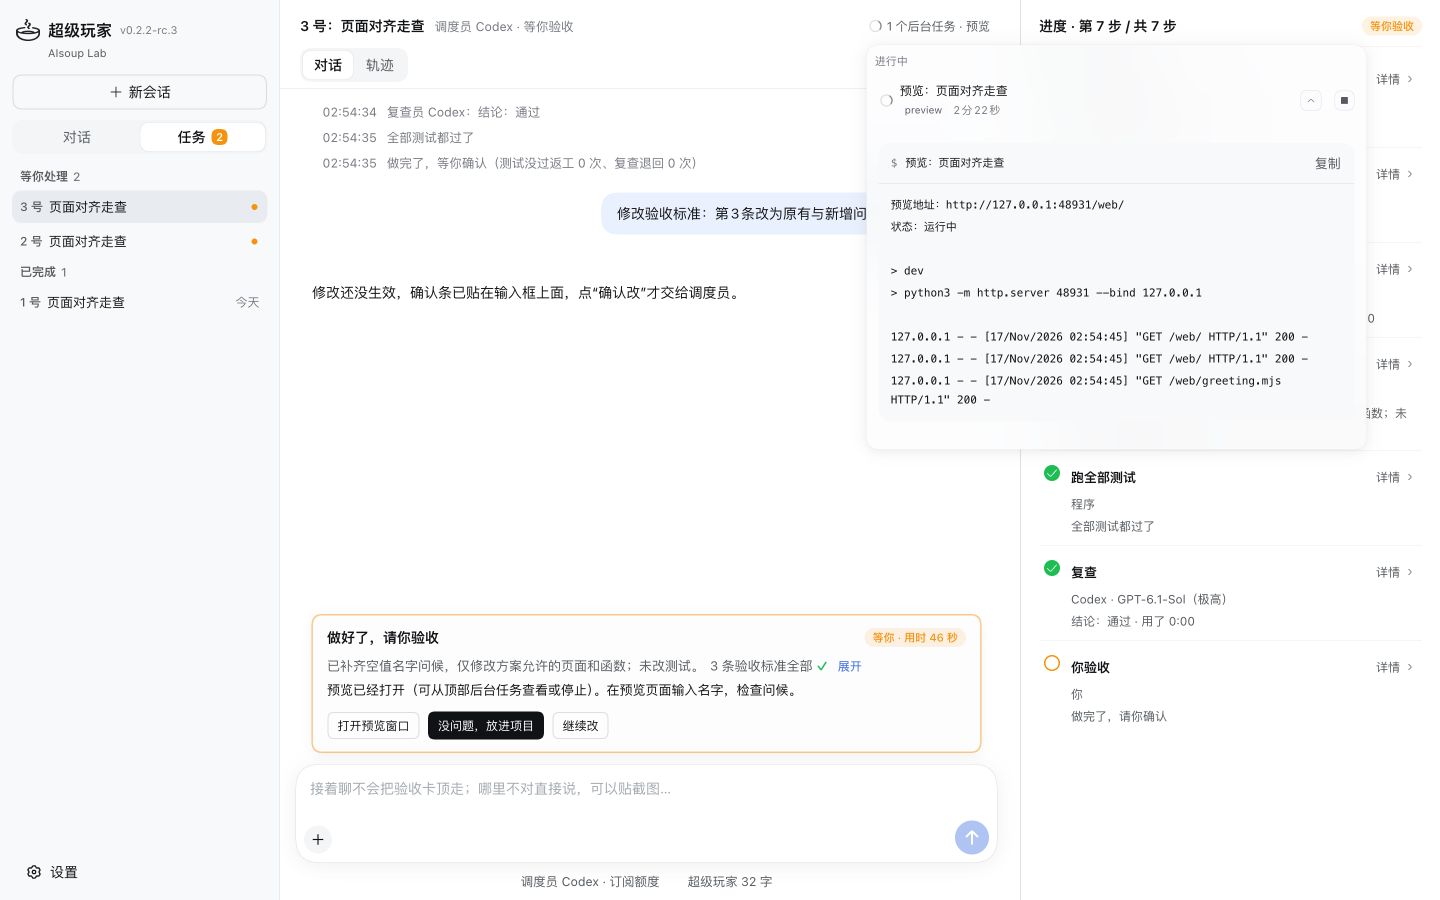 超级玩家 v0.2.2-rc.3
AIsoup Lab
新会话
对话
任务 2
等你处理 2
3 号 页面对齐走查
2 号 页面对齐走查
已完成 1
1 号 页面对齐走查 今天
设置
3 号：页面对齐走查 调度员 Codex · 等你验收
1 个后台任务 · 预览
对话
轨迹
02:54:34 复查员 Codex：结论：通过
02:54:35 全部测试都过了
02:54:35 做完了，等你确认（测试没过返工 0 次、复查退回 0 次）
修改验收标准：第3条改为原有与新增问
修改还没生效，确认条已贴在输入框上面，点“确认改”才交给调度员。
进行中
预览：页面对齐走查
preview 2分22秒
$ 预览：页面对齐走查 复制
预览地址：http://127.0.0.1:48931/web/
状态：运行中
> dev
> python3 -m http.server 48931 --bind 127.0.0.1
127.0.0.1 - - [17/Nov/2026 02:54:45] "GET /web/ HTTP/1.1" 200 -
127.0.0.1 - - [17/Nov/2026 02:54:45] "GET /web/ HTTP/1.1" 200 -
127.0.0.1 - - [17/Nov/2026 02:54:45] "GET /web/greeting.mjs
HTTP/1.1" 200 -
做好了，请你验收
等你 · 用时 46 秒
已补齐空值名字问候，仅修改方案允许的页面和函数；未改测试。 3 条验收标准全部 ✓ 展开
预览已经打开（可从顶部后台任务查看或停止）。在预览页面输入名字，检查问候。
打开预览窗口
没问题，放进项目
继续改
接着聊不会把验收卡顶走；哪里不对直接说，可以贴截图...
调度员 Codex · 订阅额度
超级玩家 32 字
进度 · 第 7 步 / 共 7 步
等你验收
详情
详情
详情
0
详情
函数；未
跑全部测试 详情
程序
全部测试都过了
复查 详情
Codex · GPT-6.1-Sol（极高）
结论：通过 · 用了 0:00
你验收 详情
你
做完了，请你确认